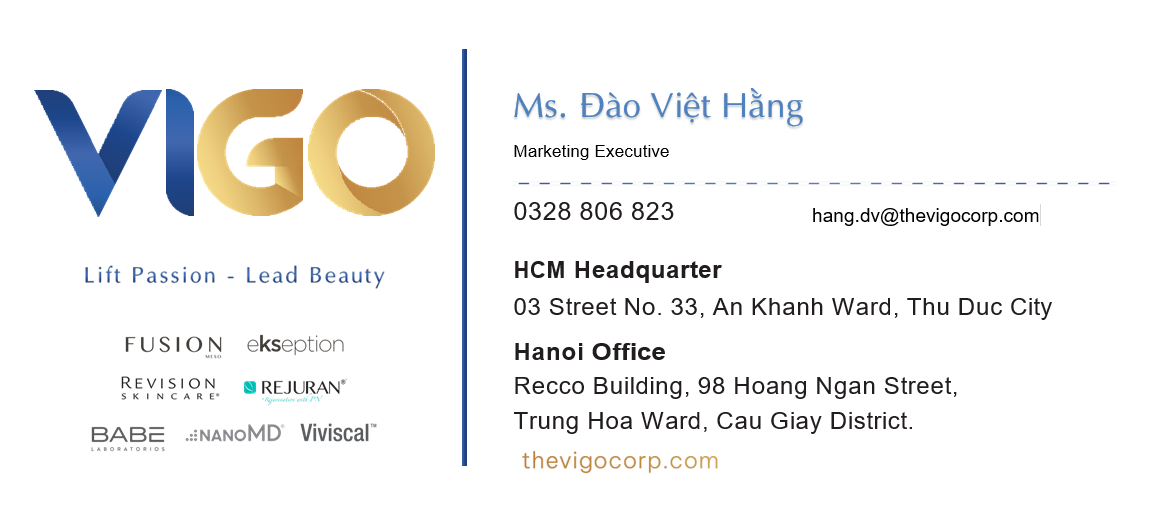 VIGO
Lift Passion - Lead Beauty
FUSION
MESO
ekseption
REVISION
SKINCARE®
REJURAN®
Rejuvenation with PN
BABE
LABORATORIOS
NANOMD®
Viviscal™
Ms. Đào Việt Hằng
Marketing Executive
0328 806 823
hang.dv@thevigocorp.com
HCM Headquarter
03 Street No. 33, An Khanh Ward, Thu Duc City
Hanoi Office
Recco Building, 98 Hoang Ngan Street,
Trung Hoa Ward, Cau Giay District.
thevigocorp.com